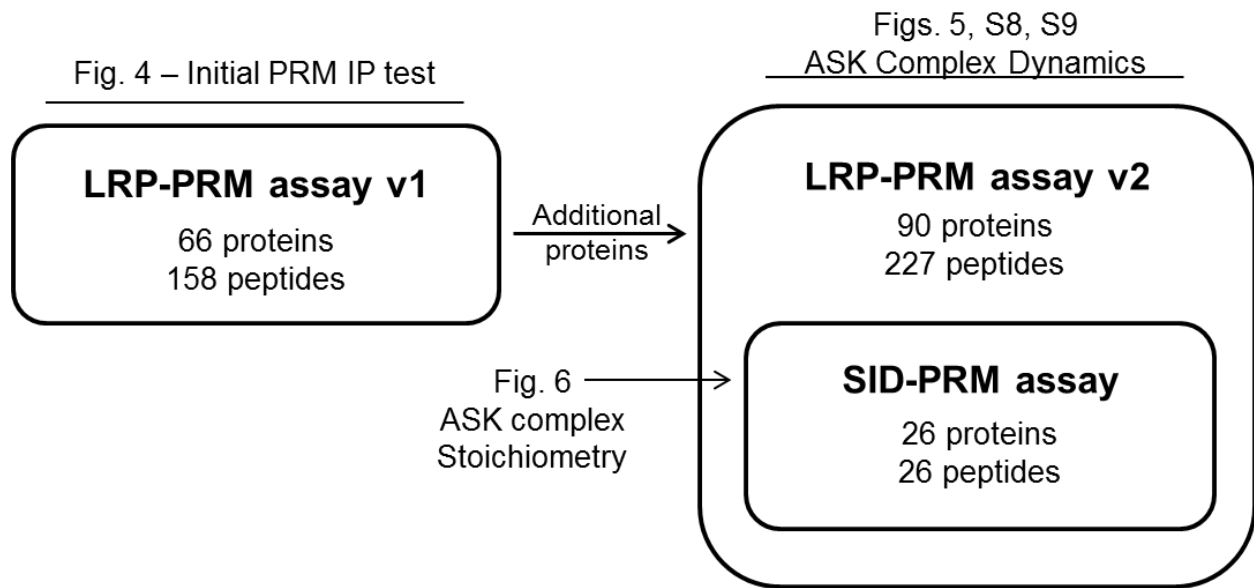 Fig. 4 – Initial PRM IP test
LRP-PRM assay v1
66 proteins
158 peptides
Additional
proteins
Figs. 5, S8, S9
ASK Complex Dynamics
LRP-PRM assay v2
90 proteins
227 peptides
Fig. 6
ASK complex
Stoichiometry
SID-PRM assay
26 proteins
26 peptides